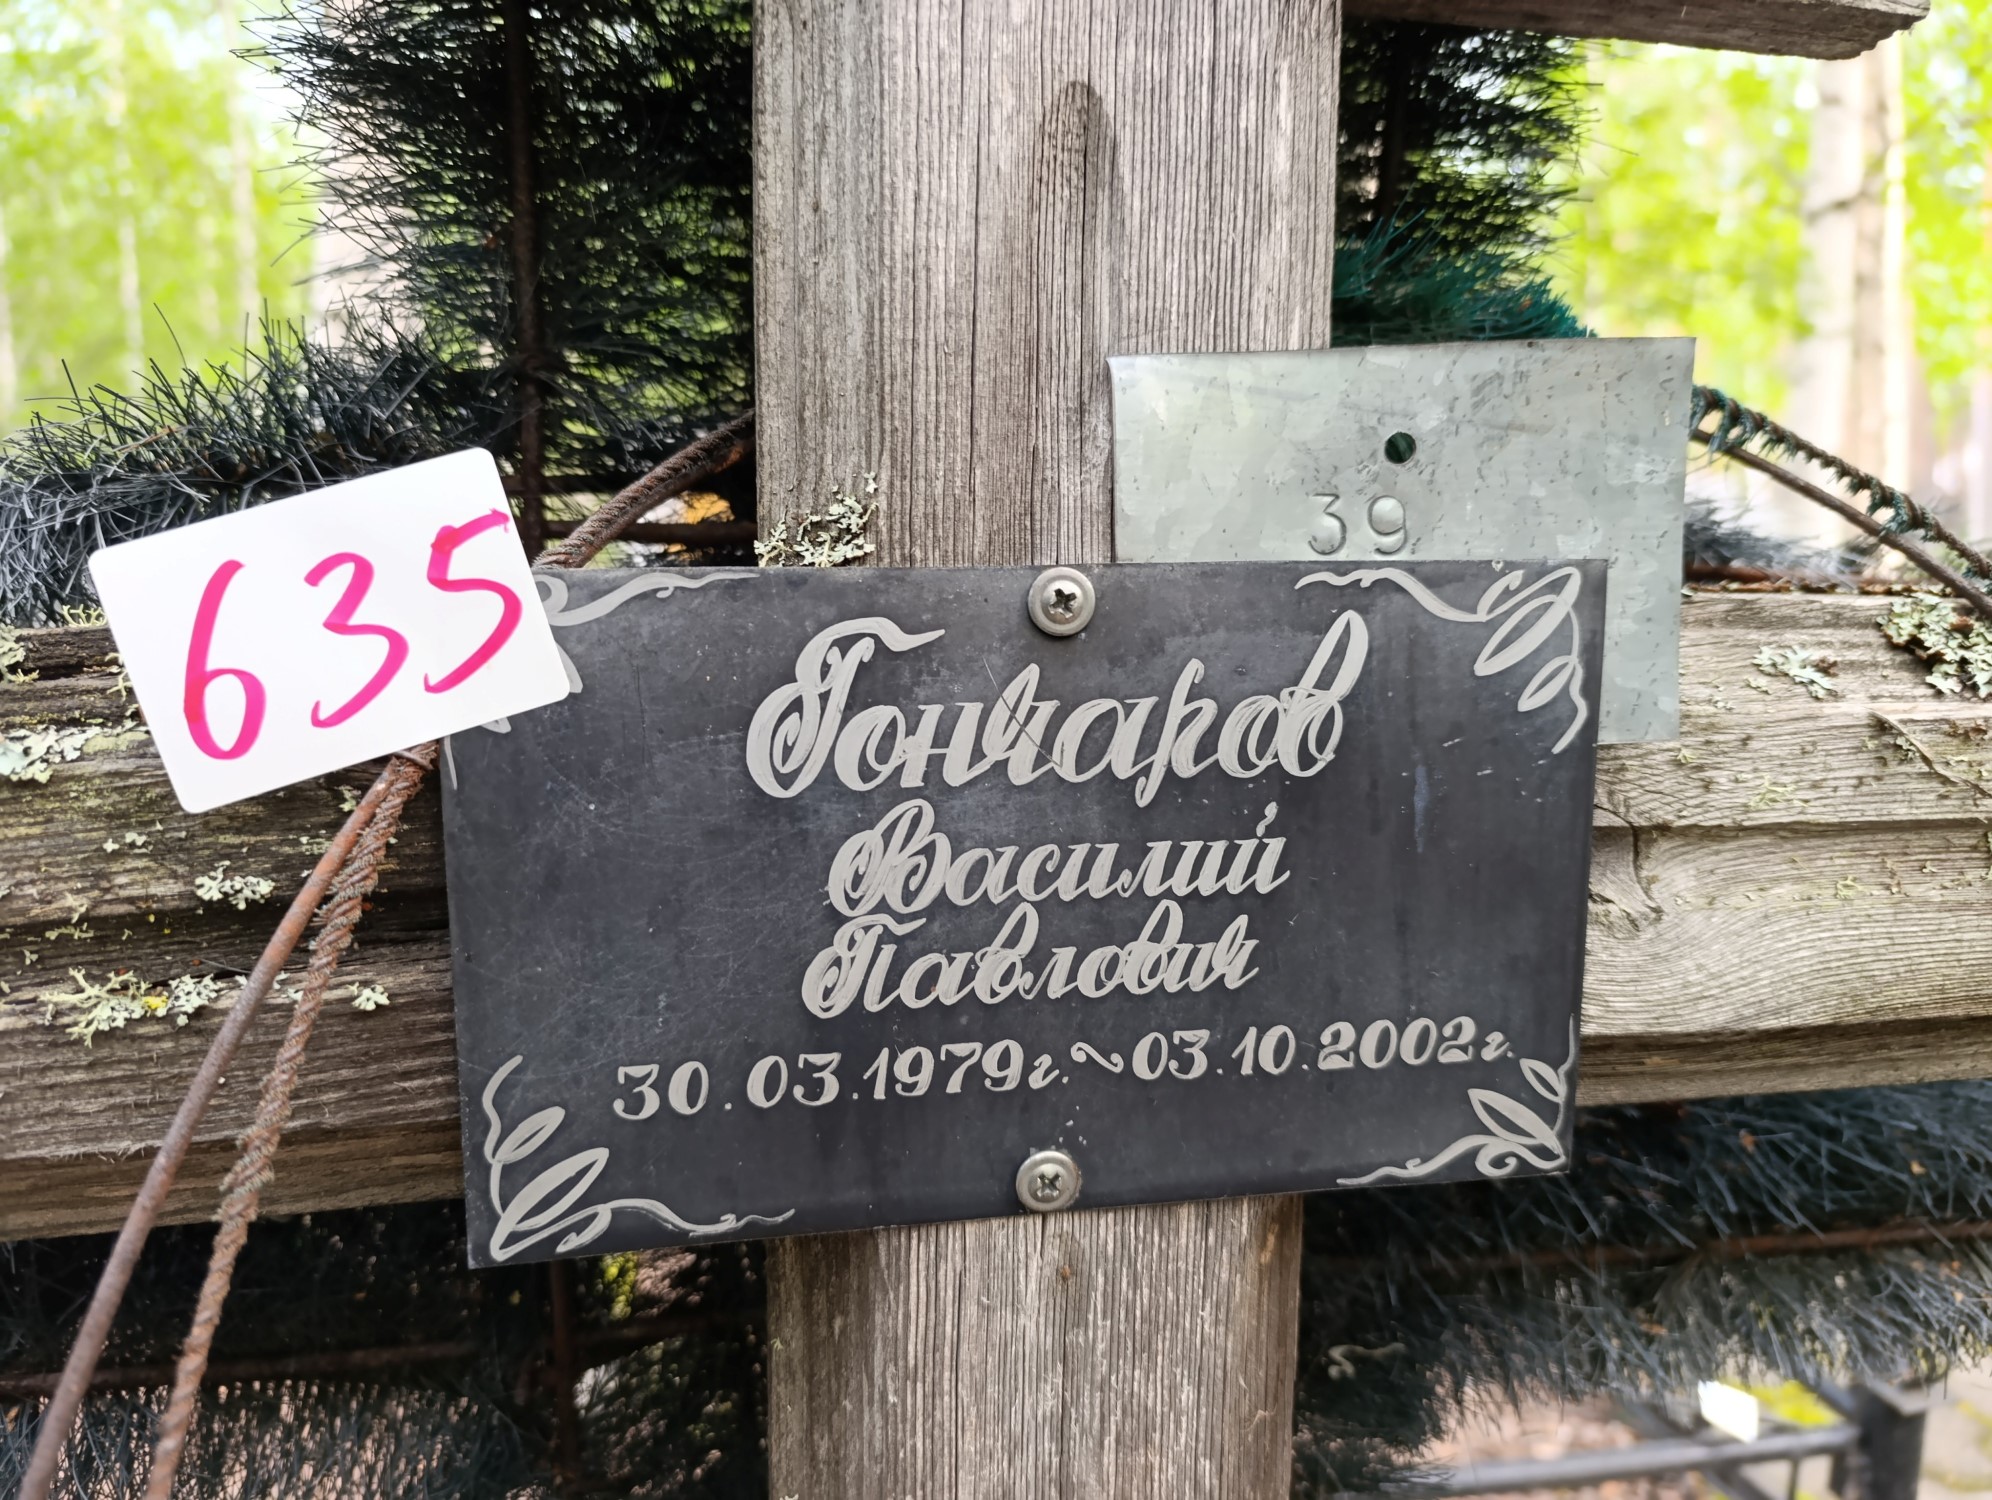 635
39
Гончаров
Василий
Павлович
30.03.1979г.~03.10.2002г.